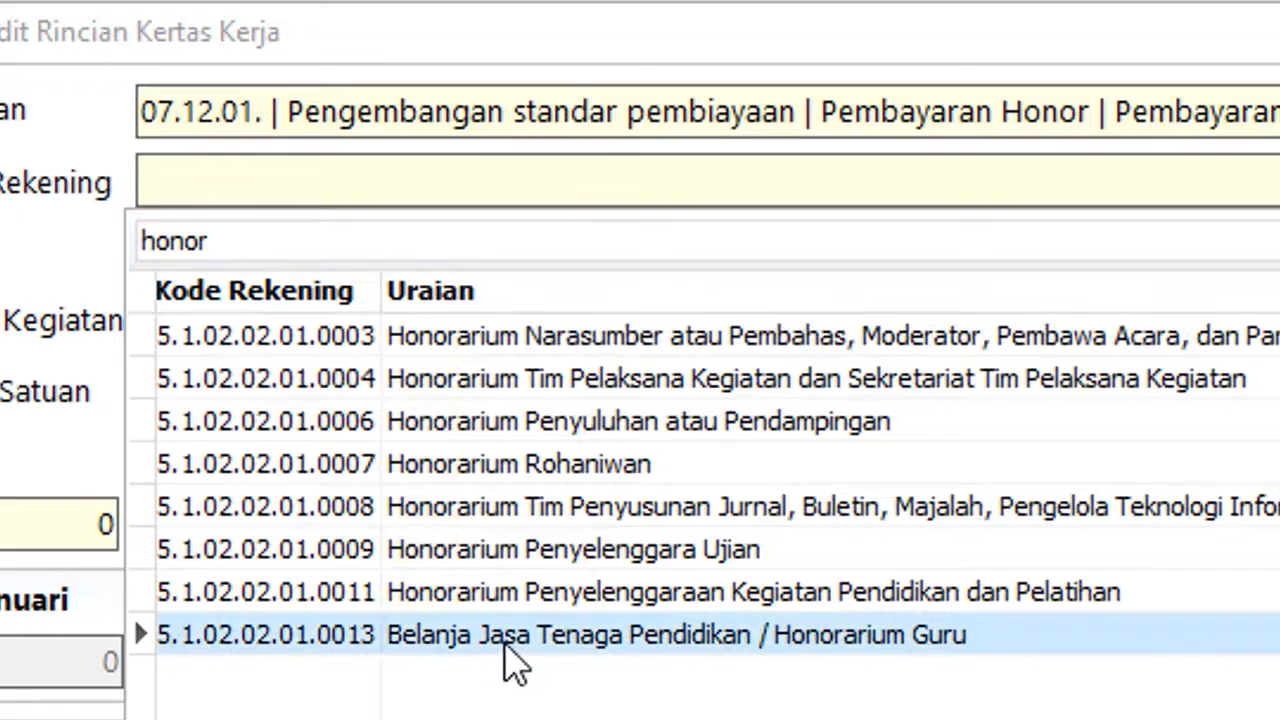 dit Rincian Kertas Kerja
an 07.12.01. | Pengembangan standar pembiayaan | Pembayaran Honor | Pembayaran
Rekening
honor
Kode Rekening Uraian
5.1.02.02.01.0003 Honorarium Narasumber atau Pembahas, Moderator, Pembawa Acara, dan Pan
Kegiatan
5.1.02.02.01.0004 Honorarium Tim Pelaksana Kegiatan dan Sekretariat Tim Pelaksana Kegiatan
Satuan
5.1.02.02.01.0006 Honorarium Penyuluhan atau Pendampingan
5.1.02.02.01.0007 Honorarium Rohaniwan
5.1.02.02.01.0008 Honorarium Tim Penyusunan Jurnal, Buletin, Majalah, Pengelola Teknologi Infor
0
5.1.02.02.01.0009 Honorarium Penyelenggara Ujian
nuari
5.1.02.02.01.0011 Honorarium Penyelenggaraan Kegiatan Pendidikan dan Pelatihan
5.1.02.02.01.0013 Belanja Jasa Tenaga Pendidikan / Honorarium Guru
0